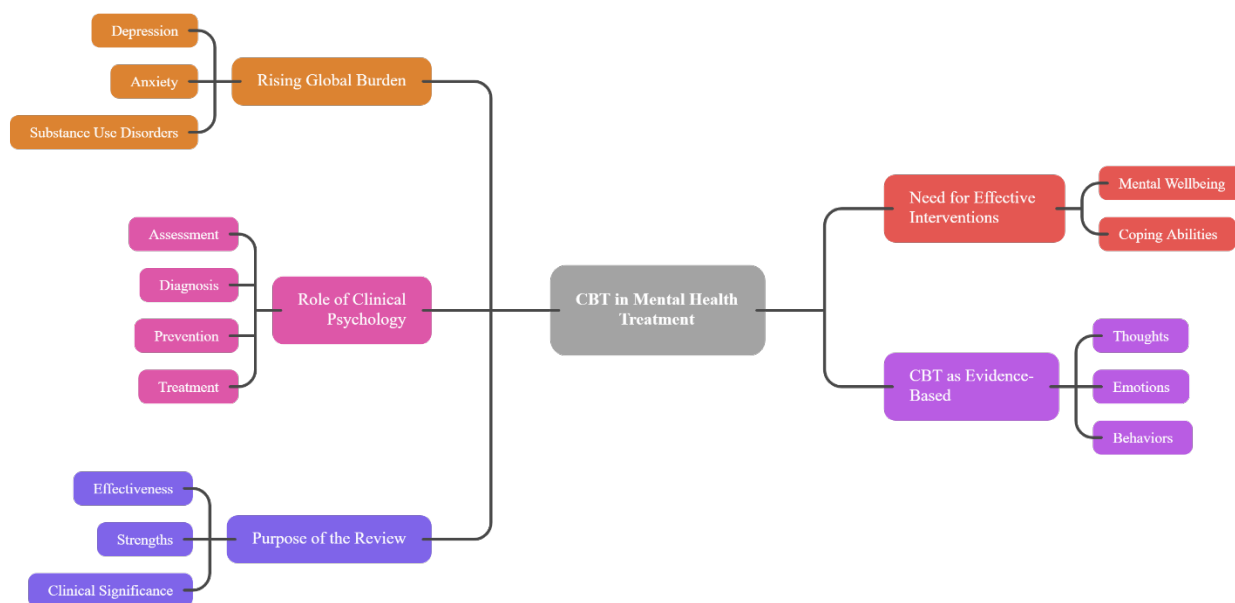 Depression
Anxiety
Substance Use Disorders
Rising Global Burden
Assessment
Diagnosis
Prevention
Treatment
Role of Clinical
Psychology
Effectiveness
Strengths
Clinical Significance
Purpose of the Review
CBT in Mental Health
Treatment
Need for Effective
Interventions
Mental Wellbeing
Coping Abilities
CBT as Evidence-
Based
Thoughts
Emotions
Behaviors